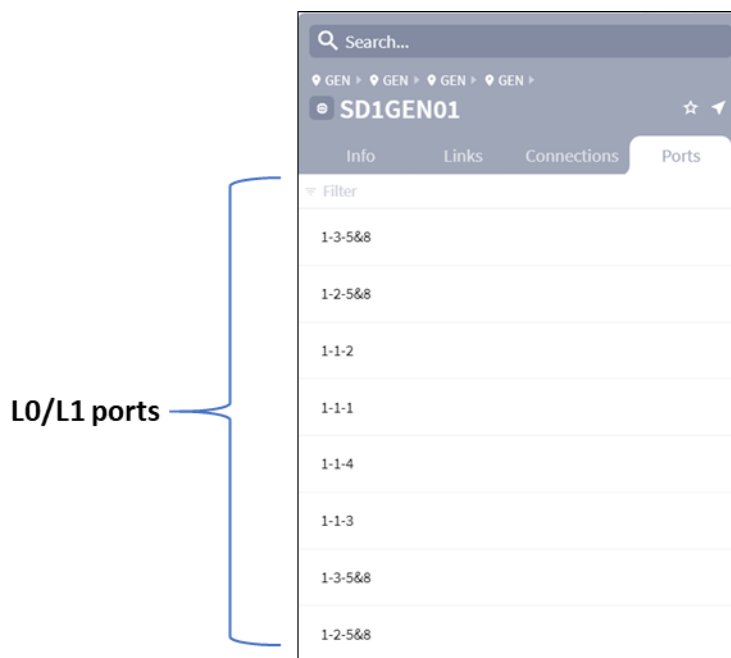 Search...
GEN GEN GEN GEN
SD1GEN01
Info Links Connections Ports
Filter
1-3-5&8
1-2-5&8
1-1-2
1-1-1
L0/L1 ports
1-1-4
1-1-3
1-3-5&8
1-2-5&8